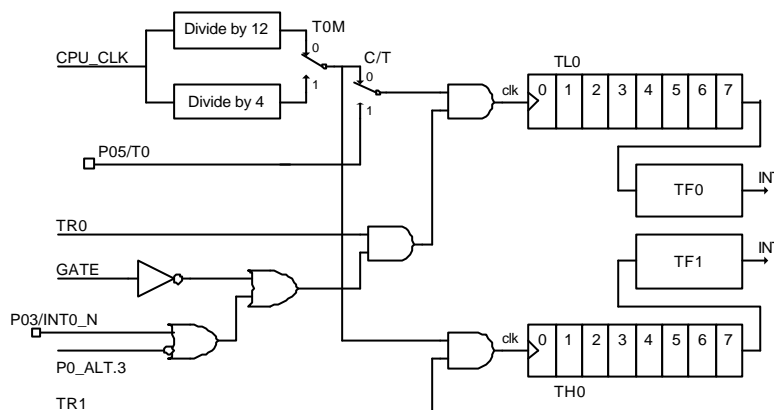 Divide by 12
T0M
0
1
CPU_CLK
Divide by 4
C/T
0
1
P05/T0
clk
TL0
0 1 2 3 4 5 6 7
TF0
INT
TR0
GATE
P03/INT0_N
P0_ALT.3
TR1
TF1
INT
clk
0 1 2 3 4 5 6 7
TH0